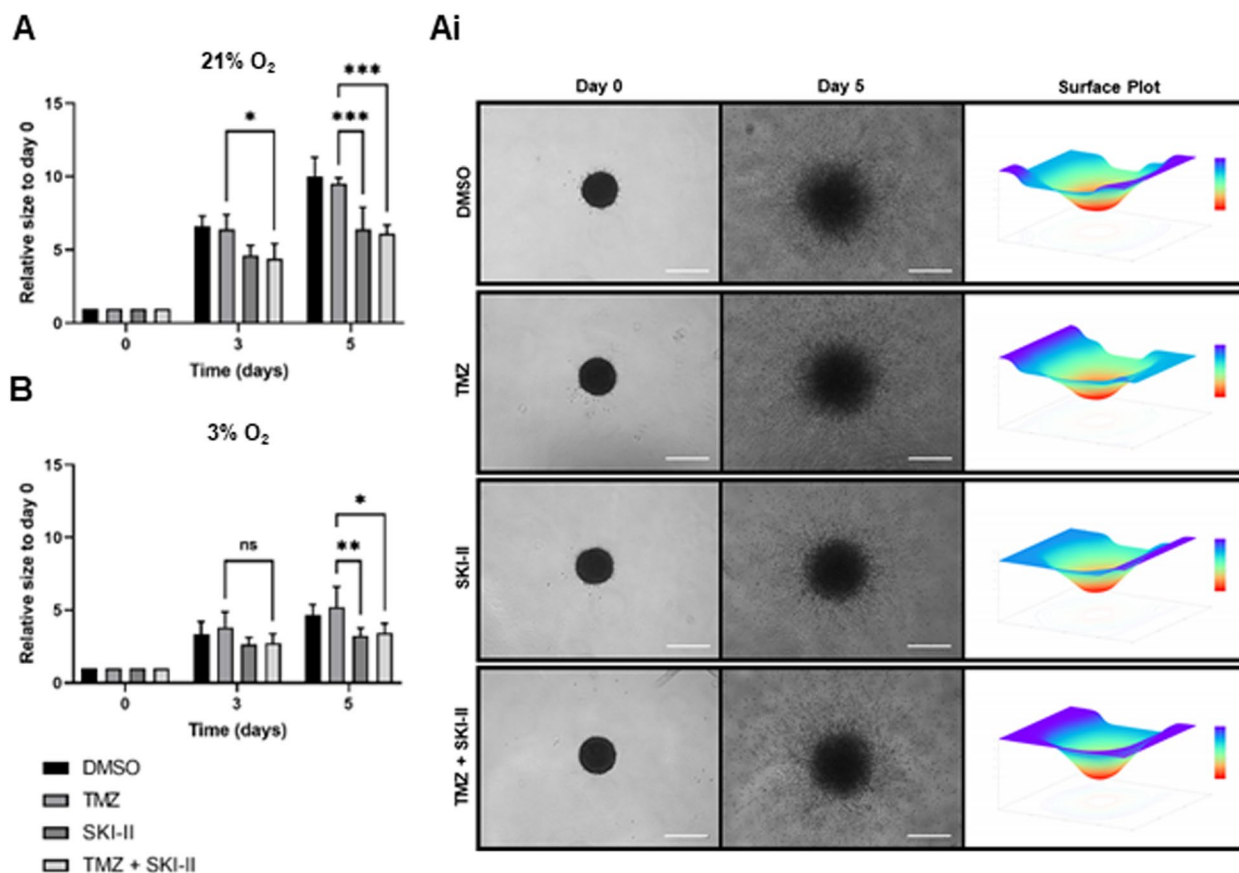 A
21% O₂
***
*
***
15
10
5
0
Relative size to day 0
0 3 5
Time (days)
B
3% O₂
*
ns
**
15
10
5
0
Relative size to day 0
0 3 5
Time (days)
DMSO
TMZ
SKI-II
TMZ + SKI-II
Ai
Day 0 Day 5 Surface Plot
DMSO
TMZ
SKI-II
TMZ + SKI-II